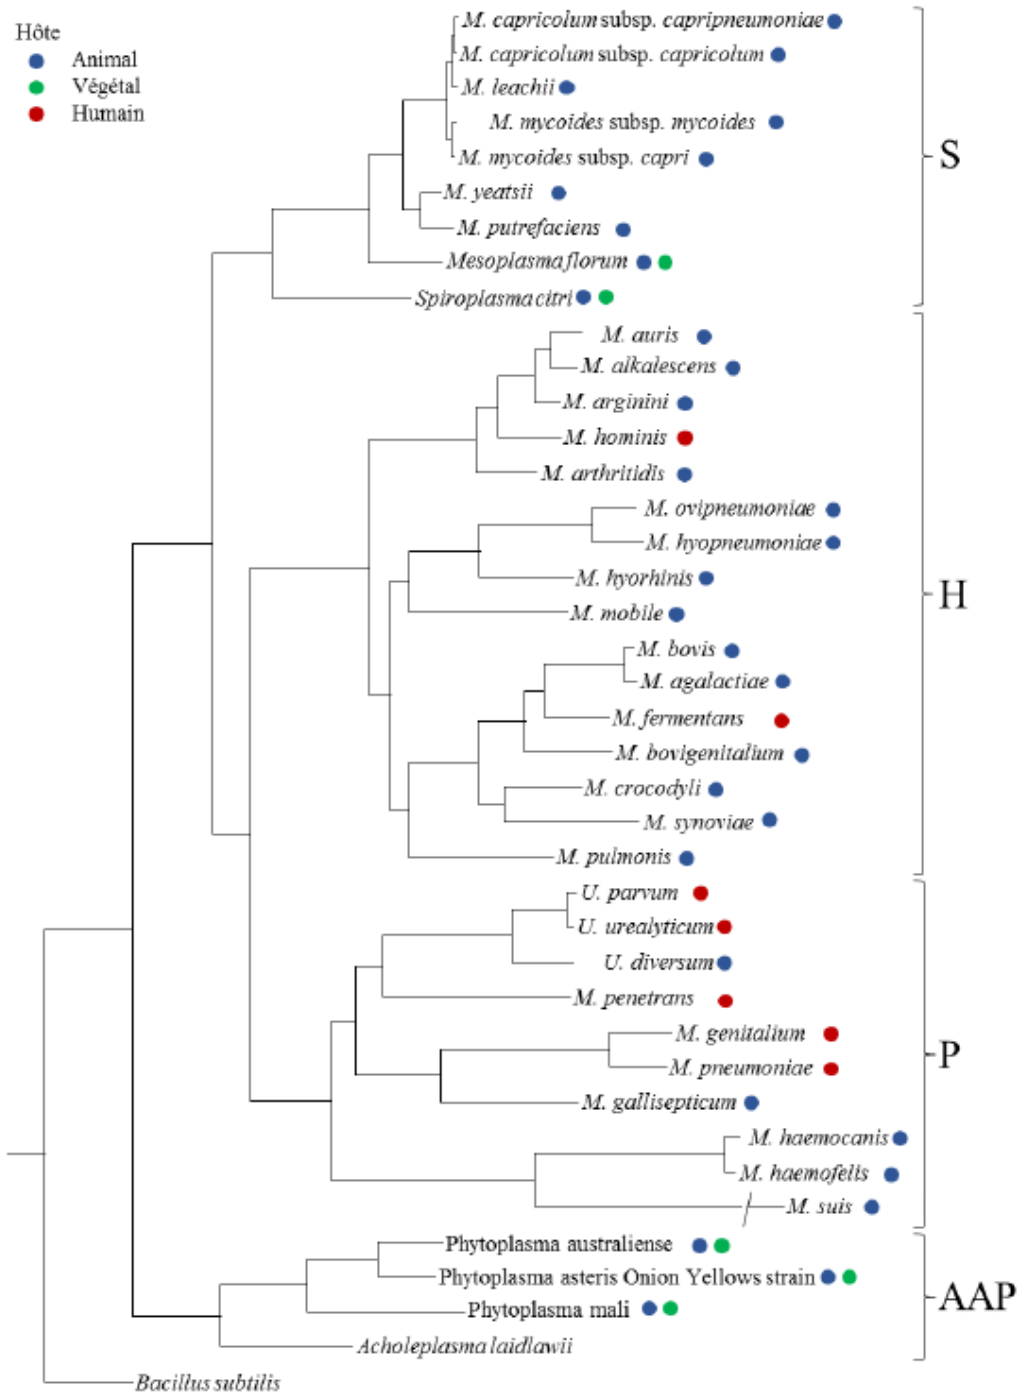 Hôte
Animal
Végétal
Humain
M. capricolum subsp. capripneumoniae
M. capricolum subsp. capricolum
M. leachii
M. mycoides subsp. mycoides
M. mycoides subsp. capri
M. yeatsii
M. putrefaciens
Mesoplasma florum
Spiroplasma citri
S
M. auris
M. alkalescens
M. arginini
M. hominis
M. arthritidis
M. ovipneumoniae
M. hyopneumoniae
M. hyorhinis
M. mobile
M. bovis
M. agalactiae
M. fermentans
M. bovigenitalium
M. crocodyli
M. synoviae
M. pulmonis
H
U. parvum
U. urealyticum
U. diversum
M. penetrans
M. genitalium
M. pneumoniae
M. gallisepticum
M. haemocanis
M. haemofelis
M. suis
P
Phytoplasma australiense
Phytoplasma asteris Onion Yellows strain
Phytoplasma mali
Acholeplasma laidlawii
AAP
Bacillus subtilis